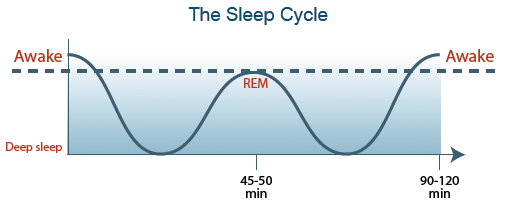 The Sleep Cycle
Awake
Awake
REM
Deep sleep
45-50
min
90-120
min